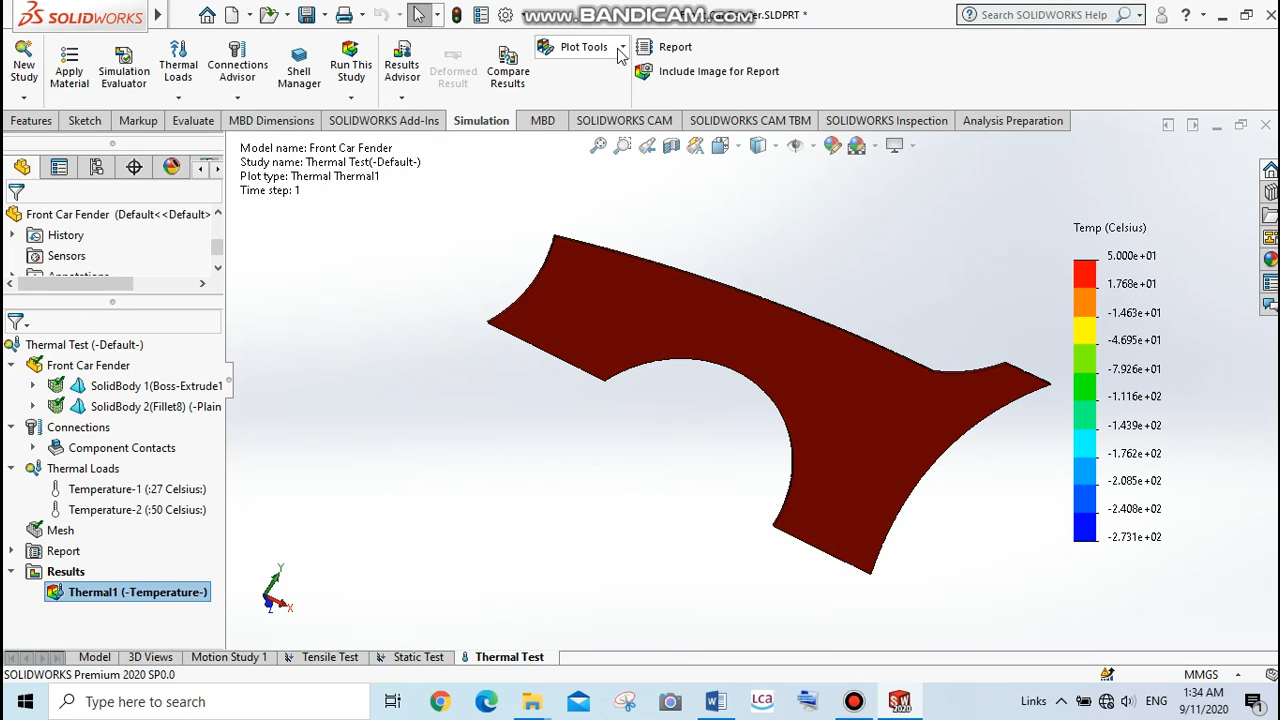 SOLIDWORKS
www.BANDICAM.com
.SLDPRT *
Search SOLIDWORKS Help
New Study
Apply Material
Simulation Evaluator
Thermal Loads
Connections Advisor
Shell Manager
Run This Study
Results Advisor
Deformed Result
Compare Results
Plot Tools
Report
Include Image for Report
Features
Sketch
Markup
Evaluate
MBD Dimensions
SOLIDWORKS Add-Ins
Simulation
MBD
SOLIDWORKS CAM
SOLIDWORKS CAM TBM
SOLIDWORKS Inspection
Analysis Preparation
Front Car Fender (Default<<Default>
History
Sensors
Annotations
Thermal Test (-Default-)
Front Car Fender
SolidBody 1(Boss-Extrude1
SolidBody 2(Fillet8) (-Plain
Connections
Component Contacts
Thermal Loads
Temperature-1 (:27 Celsius:)
Temperature-2 (:50 Celsius:)
Mesh
Report
Results
Thermal1 (-Temperature-)
Model name: Front Car Fender
Study name: Thermal Test(-Default-)
Plot type: Thermal Thermal1
Time step: 1
Temp (Celsius)
5.000e+01
1.768e+01
-1.463e+01
-4.695e+01
-7.926e+01
-1.116e+02
-1.439e+02
-1.762e+02
-2.085e+02
-2.408e+02
-2.731e+02
Y
X
Z
Model
3D Views
Motion Study 1
Tensile Test
Static Test
Thermal Test
SOLIDWORKS Premium 2020 SP0.0
MMGS
Type here to search
Links
ENG
1:34 AM
9/11/2020